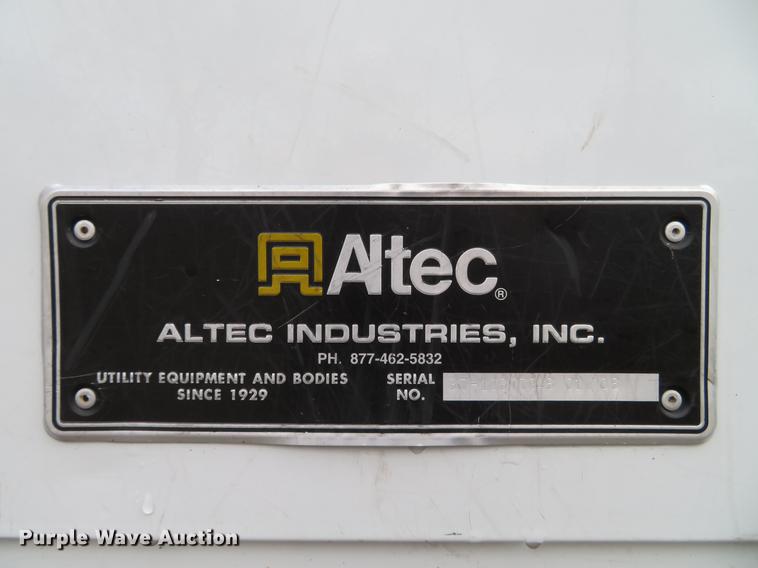 Altec®
ALTEC INDUSTRIES, INC.
PH. 877-462-5832
UTILITY EQUIPMENT AND BODIES SERIAL
SINCE 1929 NO.
Purple Wave Auction